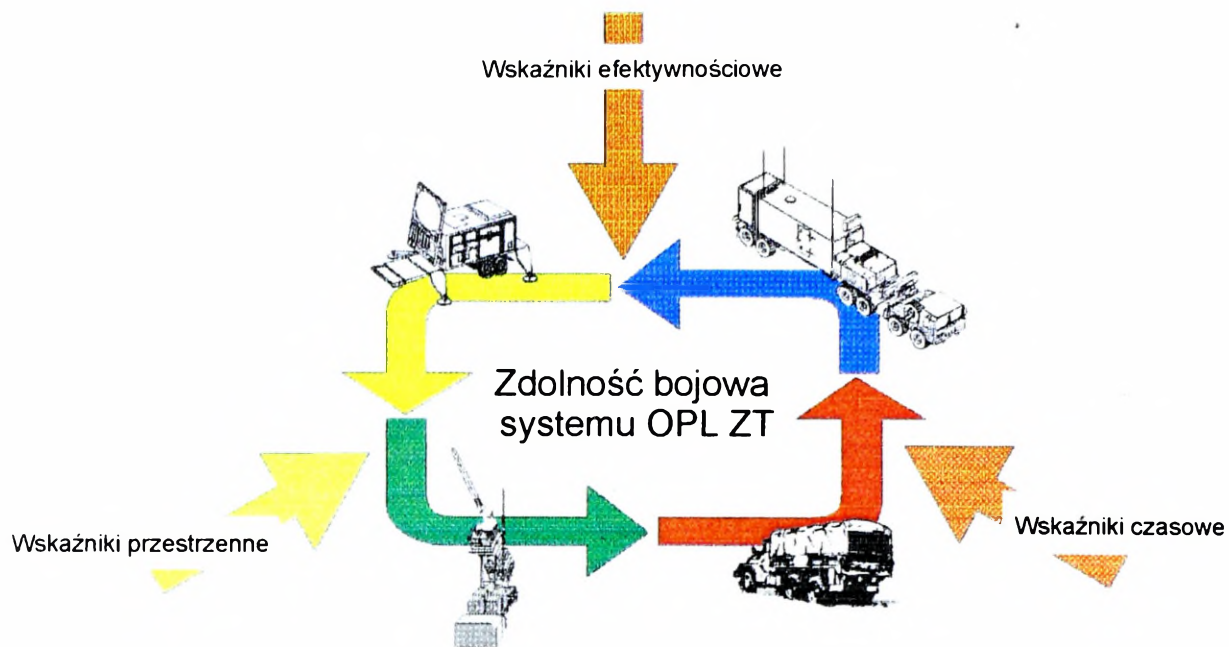 Wskaźniki efektywnościowe
Zdolność bojowa
systemu OPL ZT
Wskaźniki przestrzenne
Wskaźniki czasowe